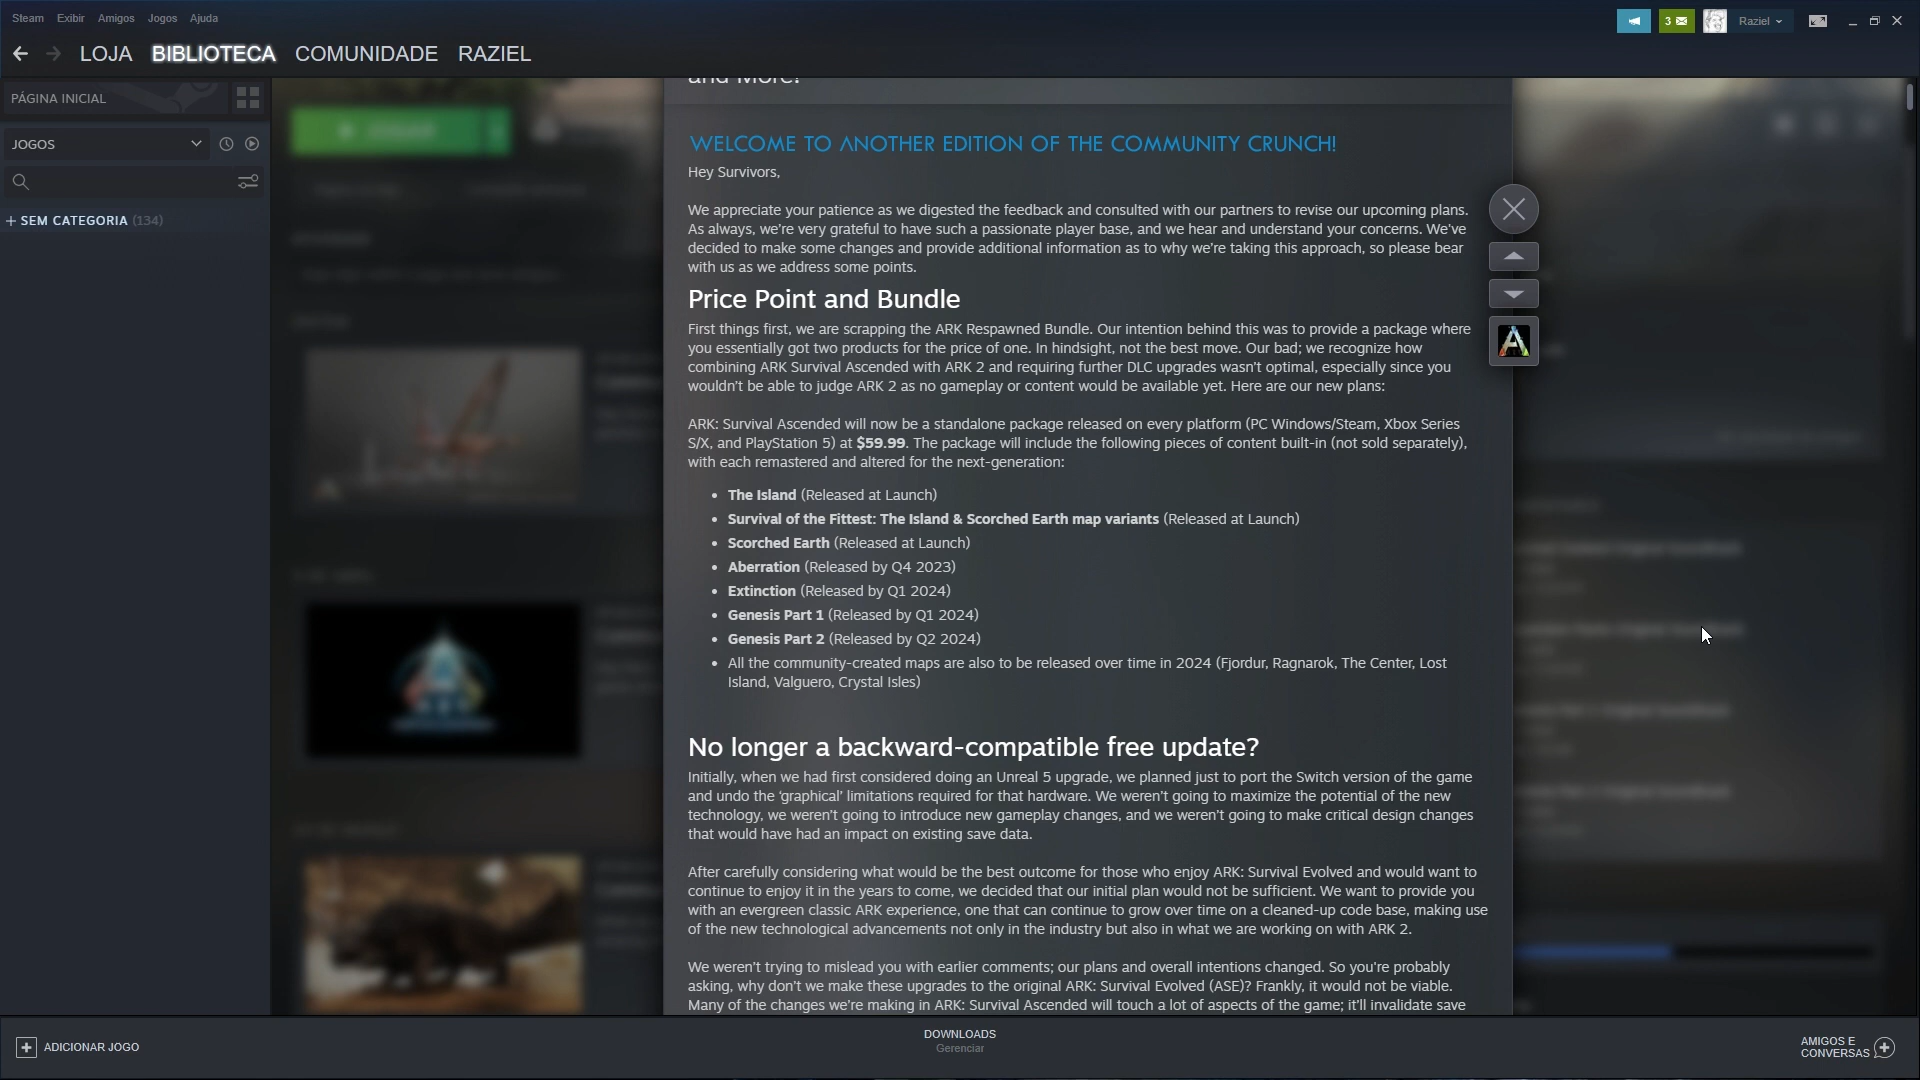 Steam Exibir Amigos Jogos Ajuda
3
Raziel
LOJA BIBLIOTECA COMUNIDADE RAZIEL
PÁGINA INICIAL
JOGOS
+ SEM CATEGORIA (134)
and More!
WELCOME TO ANOTHER EDITION OF THE COMMUNITY CRUNCH!
Hey Survivors,
We appreciate your patience as we digested the feedback and consulted with our partners to revise our upcoming plans.
As always, we're very grateful to have such a passionate player base, and we hear and understand your concerns. We've
decided to make some changes and provide additional information as to why we're taking this approach, so please bear
with us as we address some points.
Price Point and Bundle
First things first, we are scrapping the ARK Respawned Bundle. Our intention behind this was to provide a package where
you essentially got two products for the price of one. In hindsight, not the best move. Our bad; we recognize how
combining ARK Survival Ascended with ARK 2 and requiring further DLC upgrades wasn't optimal, especially since you
wouldn't be able to judge ARK 2 as no gameplay or content would be available yet. Here are our new plans:
ARK: Survival Ascended will now be a standalone package released on every platform (PC Windows/Steam, Xbox Series
S/X, and PlayStation 5) at $59.99. The package will include the following pieces of content built-in (not sold separately),
with each remastered and altered for the next-generation:
• The Island (Released at Launch)
• Survival of the Fittest: The Island & Scorched Earth map variants (Released at Launch)
• Scorched Earth (Released at Launch)
• Aberration (Released by Q4 2023)
• Extinction (Released by Q1 2024)
• Genesis Part 1 (Released by Q1 2024)
• Genesis Part 2 (Released by Q2 2024)
• All the community-created maps are also to be released over time in 2024 (Fjordur, Ragnarok, The Center, Lost
Island, Valguero, Crystal Isles)
No longer a backward-compatible free update?
Initially, when we had first considered doing an Unreal 5 upgrade, we planned just to port the Switch version of the game
and undo the 'graphical' limitations required for that hardware. We weren't going to maximize the potential of the new
technology, we weren't going to introduce new gameplay changes, and we weren't going to make critical design changes
that would have had an impact on existing save data.
After carefully considering what would be the best outcome for those who enjoy ARK: Survival Evolved and would want to
continue to enjoy it in the years to come, we decided that our initial plan would not be sufficient. We want to provide you
with an evergreen classic ARK experience, one that can continue to grow over time on a cleaned-up code base, making use
of the new technological advancements not only in the industry but also in what we are working on with ARK 2.
We weren't trying to mislead you with earlier comments; our plans and overall intentions changed. So you're probably
asking, why don't we make these upgrades to the original ARK: Survival Evolved (ASE)? Frankly, it would not be viable.
Many of the changes we're making in ARK: Survival Ascended will touch a lot of aspects of the game; it'll invalidate save
ADICIONAR JOGO
DOWNLOADS
Gerenciar
AMIGOS E
CONVERSAS